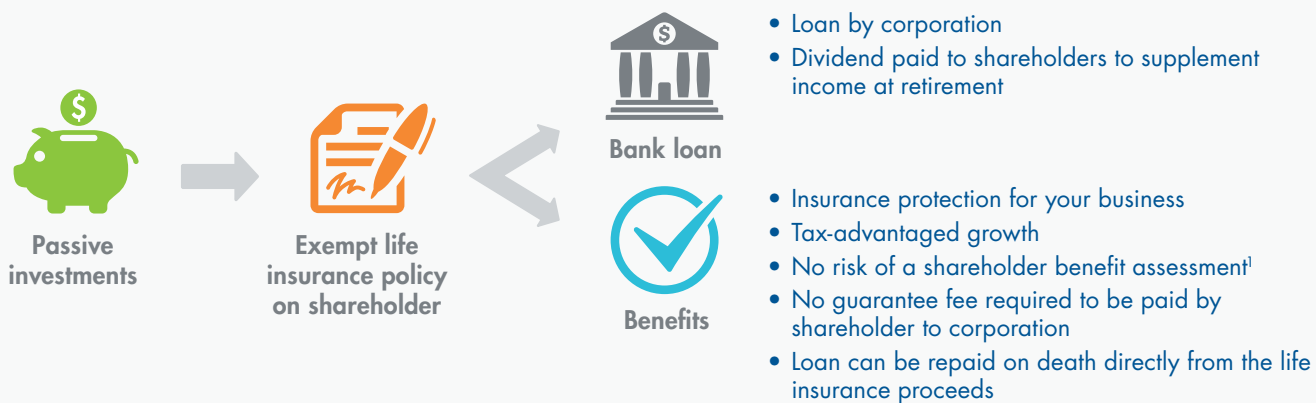 Passive
investments
Exempt life
insurance policy
on shareholder
$
Bank loan
• Loan by corporation
• Dividend paid to shareholders to supplement
income at retirement
Benefits
• Insurance protection for your business
• Tax-advantaged growth
• No risk of a shareholder benefit assessment¹
• No guarantee fee required to be paid by
shareholder to corporation
• Loan can be repaid on death directly from the life
insurance proceeds